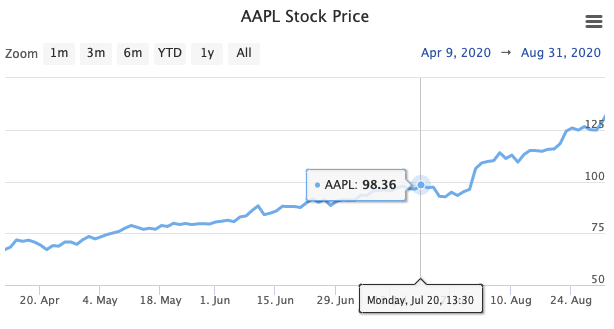 AAPL Stock Price
Zoom 1m 3m 6m YTD 1y All Apr 9, 2020 → Aug 31, 2020
125
100
75
50
AAPL: 98.36
Monday, Jul 20, 13:30
20. Apr 4. May 18. May 1. Jun 15. Jun 29. Jun 10. Aug 24. Aug